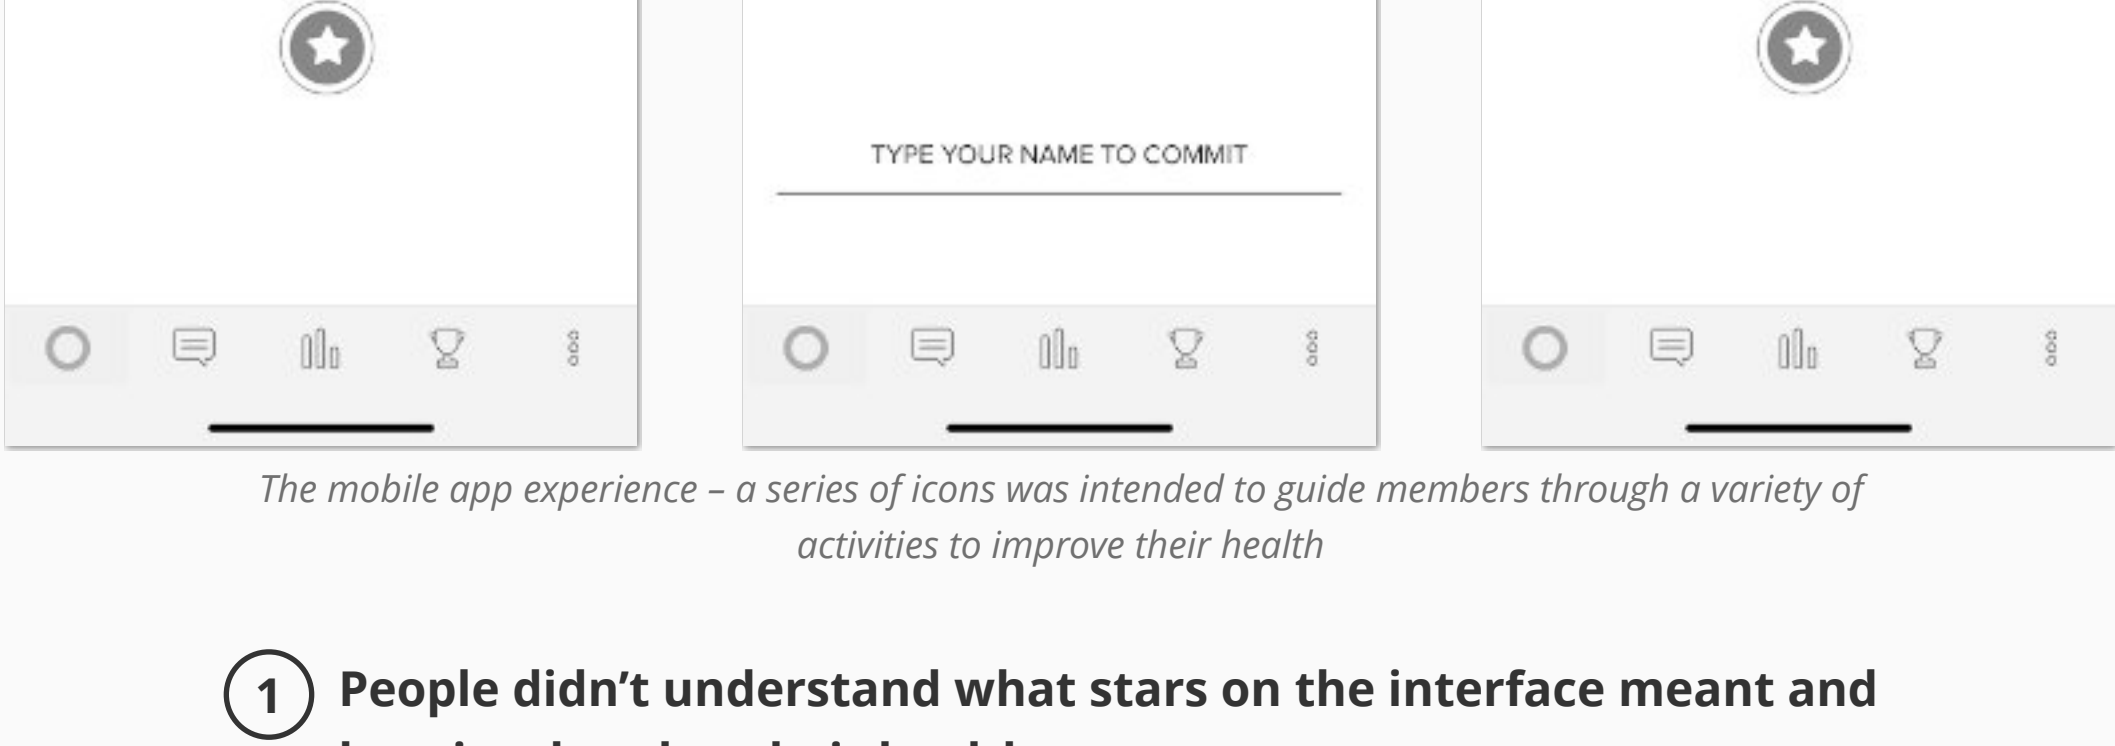 TYPE YOUR NAME TO COMMIT
The mobile app experience – a series of icons was intended to guide members through a variety of
activities to improve their health
1 People didn’t understand what stars on the interface meant and